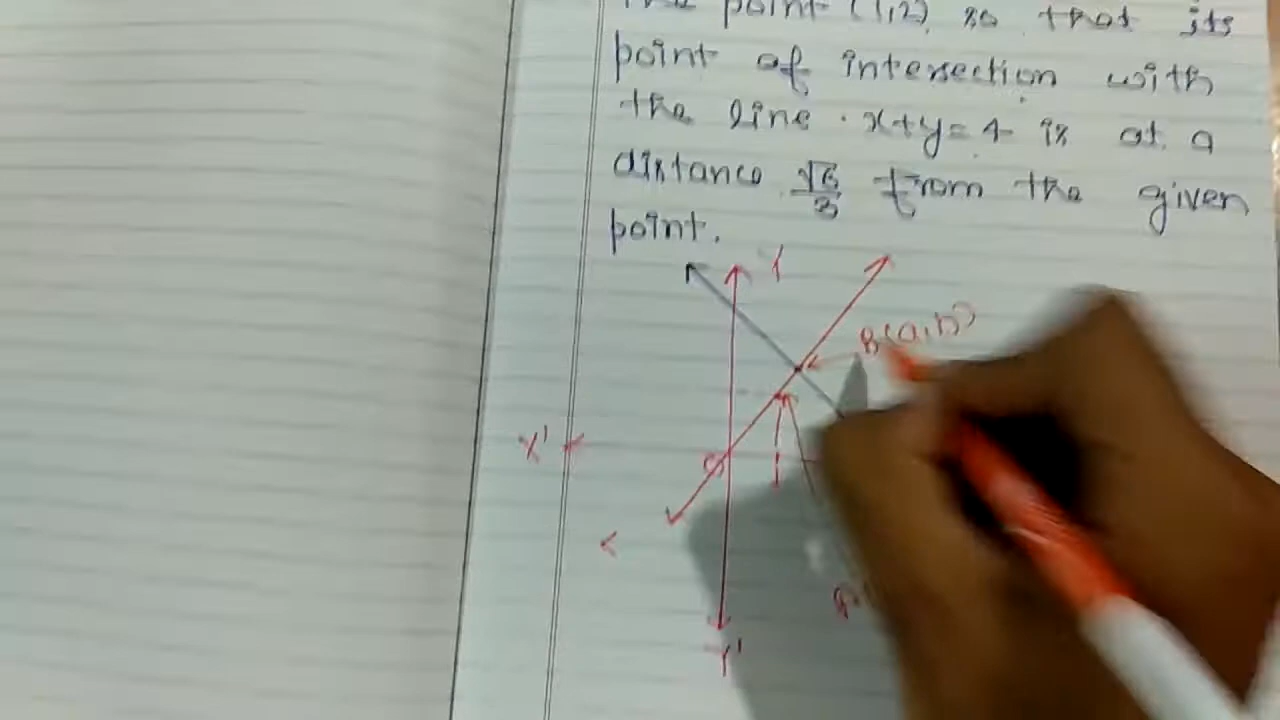 the point (1,2) so that its
point of intersection with
the line x+y=4 is at a
distance √6/3 from the given
point.
Y
B(a,b)
X'
Y'